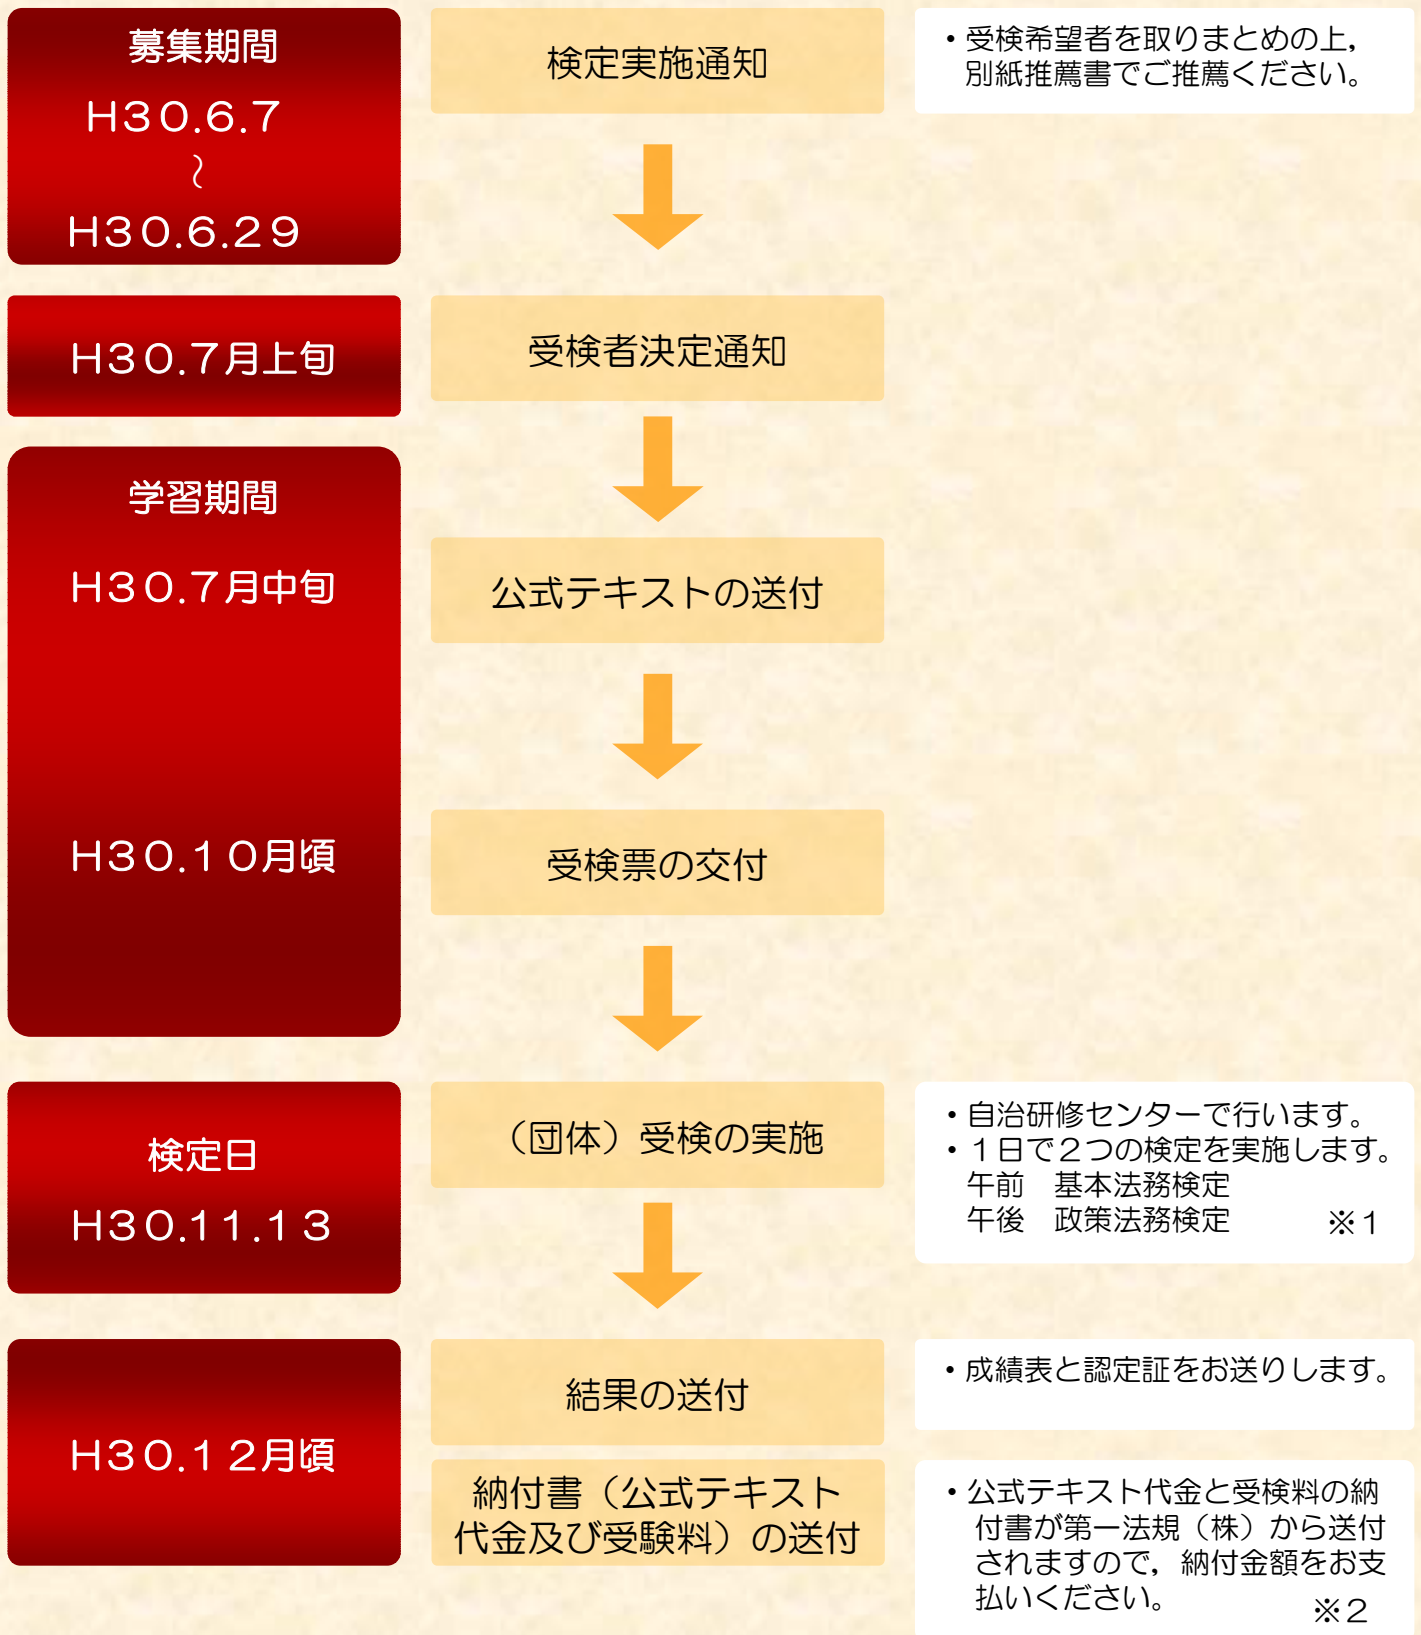 募集期間
H30.6.7
～
H30.6.29
検定実施通知
・受検希望者を取りまとめの上，
別紙推薦書でご推薦ください。
H30.7月上旬
受検者決定通知
学習期間
H30.7月中旬
公式テキストの送付
H30.10月頃
受検票の交付
検定日
H30.11.13
（団体）受検の実施
・自治研修センターで行います。
・1日で2つの検定を実施します。
午前　基本法務検定
午後　政策法務検定　※1
H30.12月頃
結果の送付
・成績表と認定証をお送りします。
納付書（公式テキスト
代金及び受験料）の送付
・公式テキスト代金と受検料の納
付書が第一法規（株）から送付
されますので，納付金額をお支
払いください。　※2